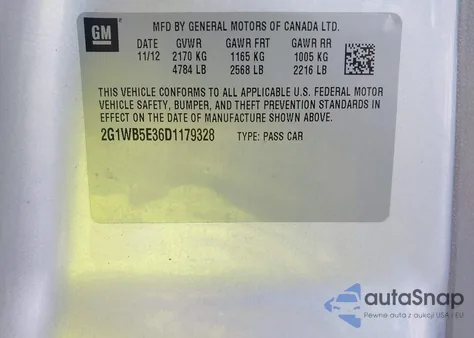 GM
MFD BY GENERAL MOTORS OF CANADA LTD.
DATE GVWR GAWR FRT GAWR RR
11/12 2170 KG 1165 KG 1005 KG
4784 LB 2568 LB 2216 LB
THIS VEHICLE CONFORMS TO ALL APPLICABLE U.S. FEDERAL MOTOR
VEHICLE SAFETY, BUMPER, AND THEFT PREVENTION STANDARDS IN
EFFECT ON THE DATE OF MANUFACTURE SHOWN ABOVE.
2G1WB5E36D1179328 TYPE: PASS CAR
autaSnap
Pewne auta z aukcji USA i EU